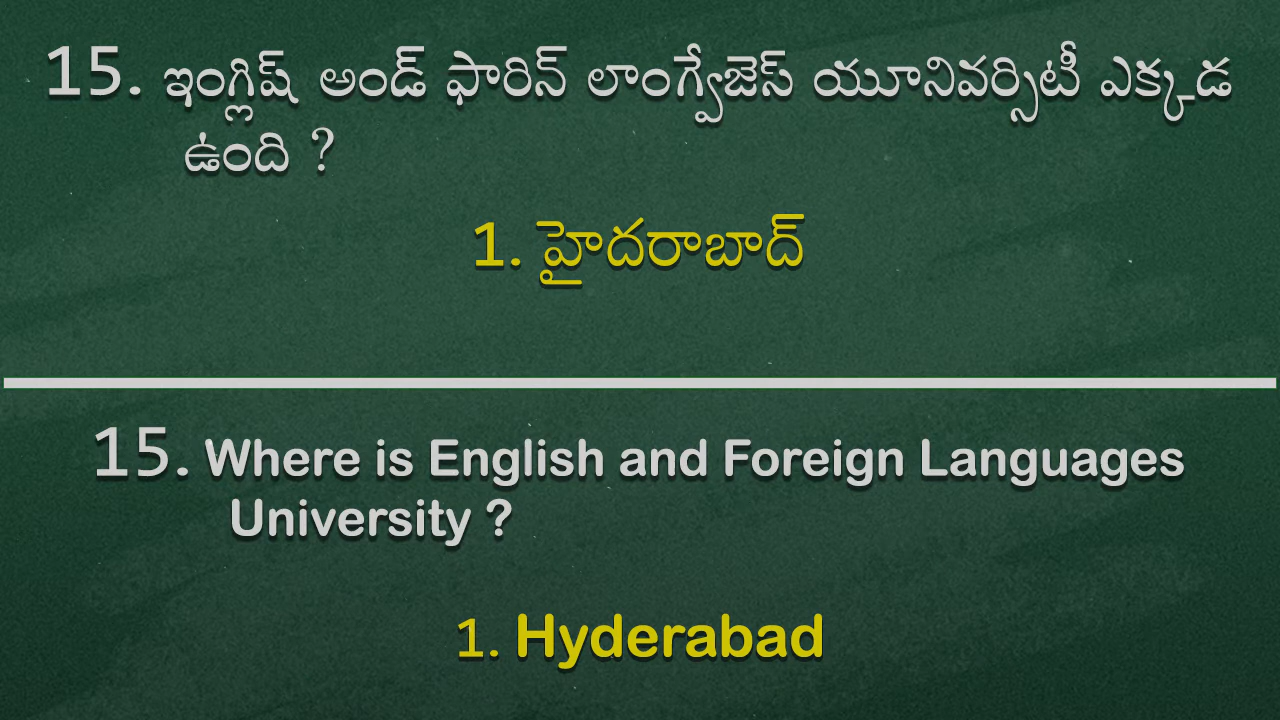 15. ఇంగ్లిష్ అండ్ ఫారిన్ లాంగ్వేజెస్ యూనివర్సిటీ ఎక్కడ
ఉంది ?
1. హైదరాబాద్
15. Where is English and Foreign Languages
University ?
1. Hyderabad